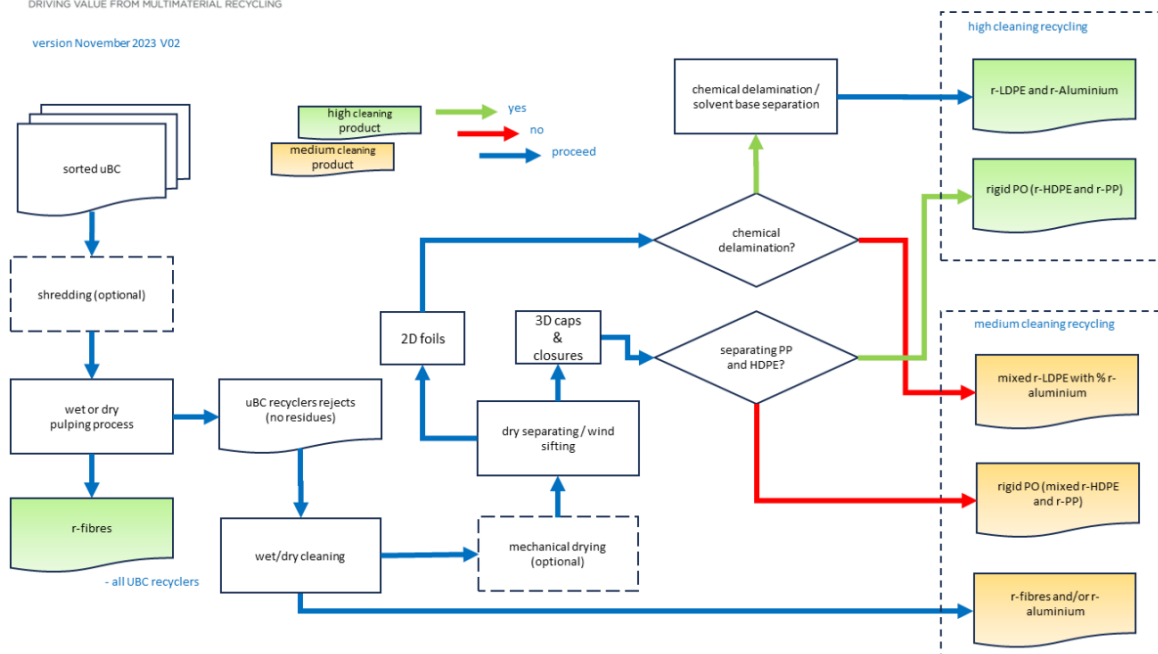 DRIVING VALUE FROM MULTIMATERIAL RECYCLING
version November 2023 V02
sorted uBC
high cleaning
product
medium cleaning
product
yes
no
proceed
chemical delamination /
solvent base separation
high cleaning recycling
r-LDPE and r-Aluminium
rigid PO (r-HDPE and r-PP)
chemical
delamination?
shredding (optional)
2D foils
3D caps
&
closures
separating PP
and HDPE?
medium cleaning recycling
mixed r-LDPE with % r-
aluminium
wet or dry
pulping process
uBC recyclers rejects
(no residues)
dry separating / wind
sifting
rigid PO (mixed r-HDPE
and r-PP)
r-fibres
- all UBC recyclers
wet/dry cleaning
mechanical drying
(optional)
r-fibres and/or r-
aluminium